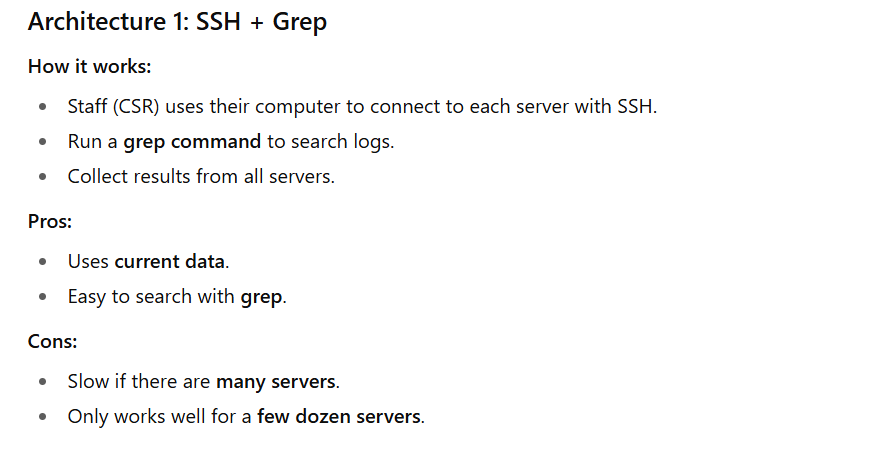 Architecture 1: SSH + Grep
How it works:
• Staff (CSR) uses their computer to connect to each server with SSH.
• Run a grep command to search logs.
• Collect results from all servers.
Pros:
• Uses current data.
• Easy to search with grep.
Cons:
• Slow if there are many servers.
• Only works well for a few dozen servers.